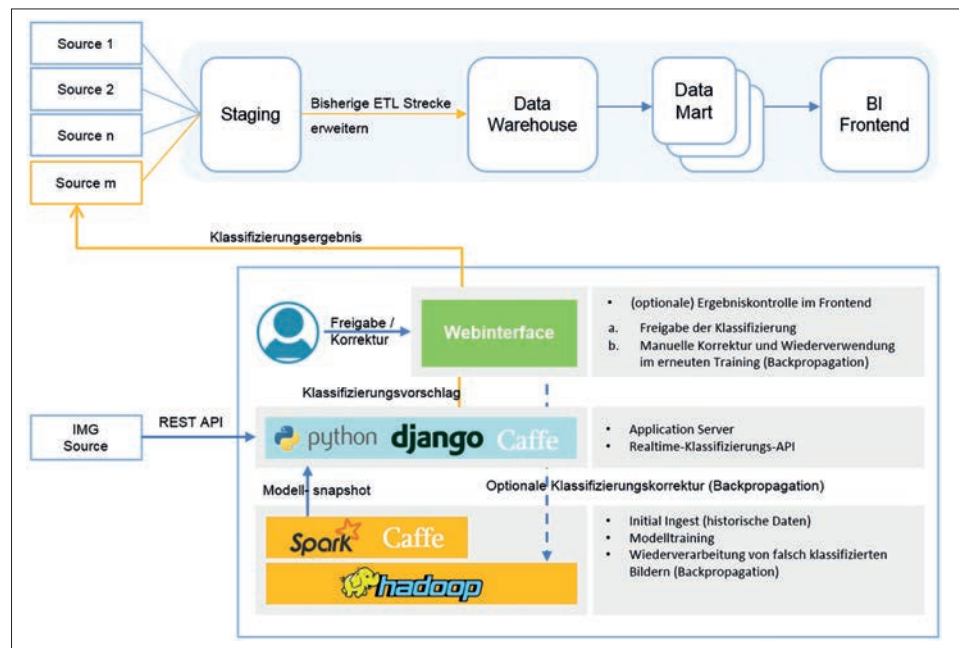 Source 1
Source 2
Source n
Source m
Staging
Bisherige ETL Strecke
erweitern
Data
Warehouse
Data
Mart
BI
Frontend
Klassifizierungsergebnis
Freigabe /
Korrektur
Webinterface
• (optionale) Ergebniskontrolle im Frontend
a. Freigabe der Klassifizierung
b. Manuelle Korrektur und Wiederverwendung
im erneuten Training (Backpropagation)
Klassifizierungsvorschlag
IMG
Source
REST API
python django Caffe
• Application Server
• Realtime-Klassifizierungs-API
Modell- snapshot
Optionale Klassifizierungskorrektur (Backpropagation)
Spark Caffe
hadoop
• Initial Ingest (historische Daten)
• Modelltraining
• Wiederverarbeitung von falsch klassifizierten
Bildern (Backpropagation)